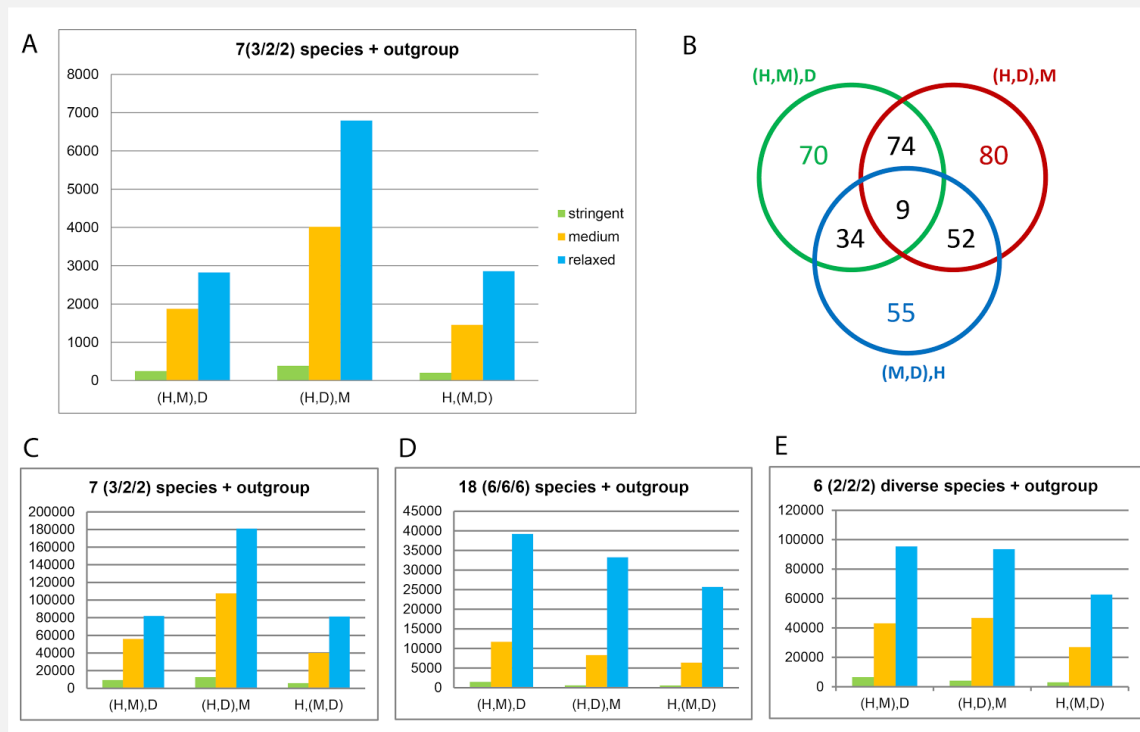 A
7(3/2/2) species + outgroup
8000
7000
6000
5000
4000
3000
2000
1000
0
(H,M),D
(H,D),M
H,(M,D)
stringent
medium
relaxed
B
(H,M),D
(H,D),M
70
74
80
9
34
52
55
(M,D),H
C
7 (3/2/2) species + outgroup
200000
180000
160000
140000
120000
100000
80000
60000
40000
20000
0
(H,M),D
(H,D),M
H,(M,D)
D
18 (6/6/6) species + outgroup
45000
40000
35000
30000
25000
20000
15000
10000
5000
0
(H,M),D
(H,D),M
H,(M,D)
E
6 (2/2/2) diverse species + outgroup
120000
100000
80000
60000
40000
20000
0
(H,M),D
(H,D),M
H,(M,D)